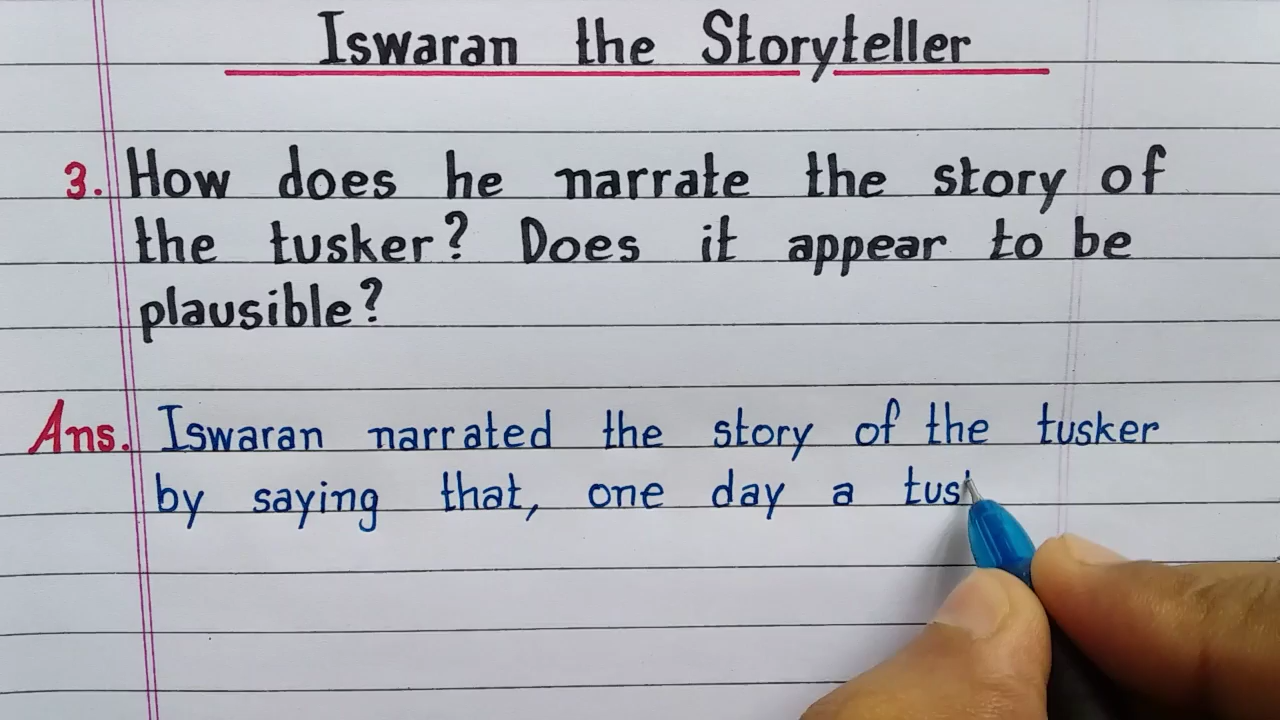 Iswaran the Storyteller
3. How does he narrate the story of
the tusker? Does it appear to be
plausible?
Ans. Iswaran narrated the story of the tusker
by saying that, one day a tus